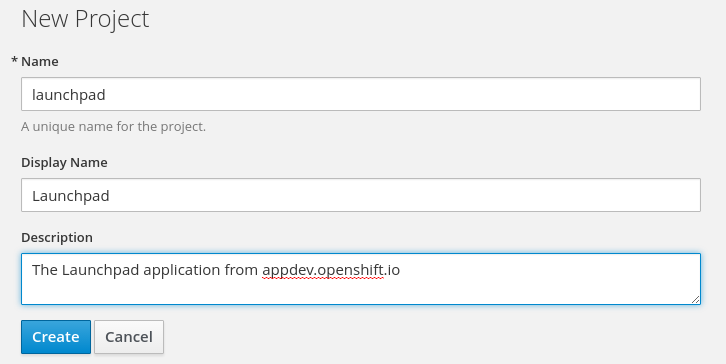 New Project
* Name
launchpad
A unique name for the project.
Display Name
Launchpad
Description
The Launchpad application from appdev.openshift.io
Create Cancel